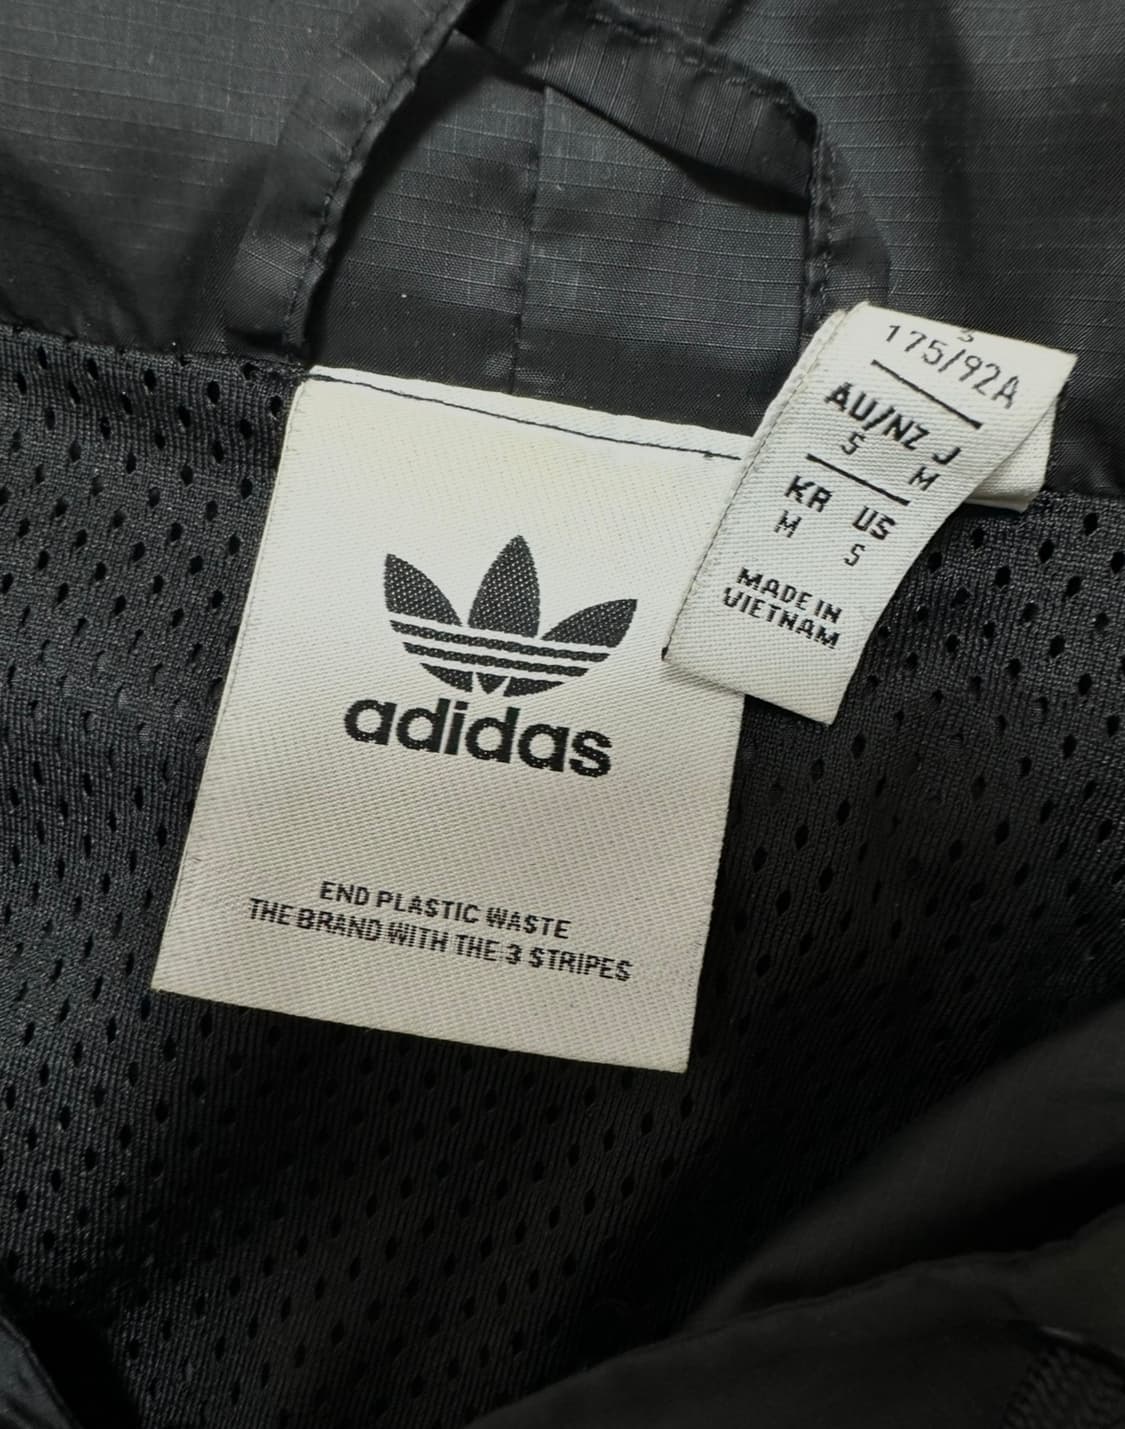 adidas
END PLASTIC WASTE
THE BRAND WITH THE 3 STRIPES
S
175/92A
AU/NZ J
S M
KR US
M S
MADE IN
VIETNAM